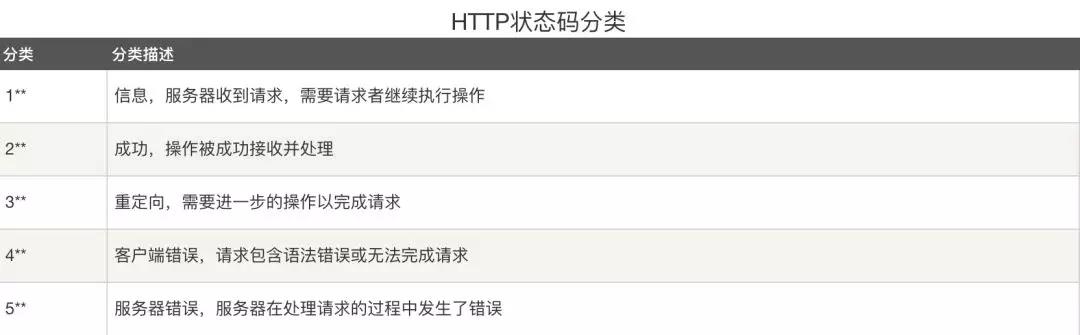 HTTP状态码分类
分类 分类描述
1** 信息，服务器收到请求，需要请求者继续执行操作
2** 成功，操作被成功接收并处理
3** 重定向，需要进一步的操作以完成请求
4** 客户端错误，请求包含语法错误或无法完成请求
5** 服务器错误，服务器在处理请求的过程中发生了错误